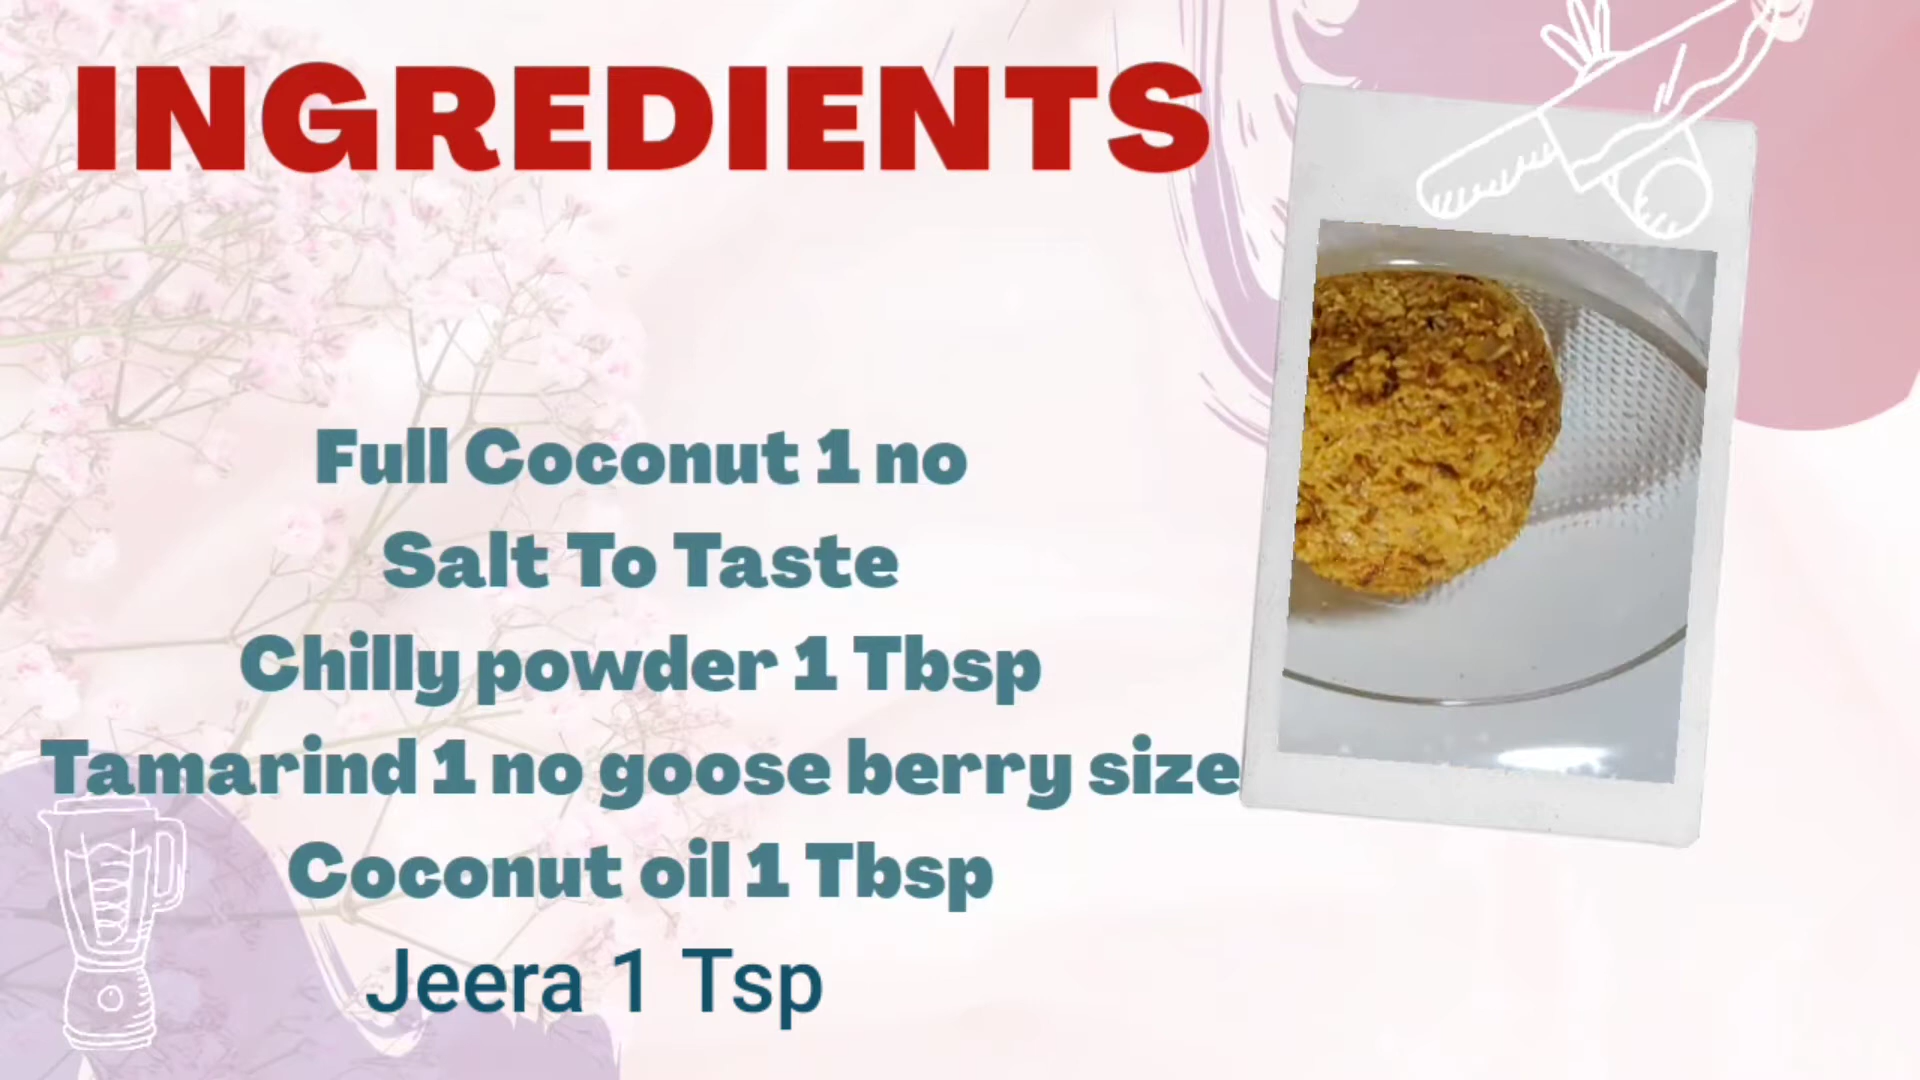 INGREDIENTS
Full Coconut 1 no
Salt To Taste
Chilly powder 1 Tbsp
Tamarind 1 no goose berry size
Coconut oil 1 Tbsp
Jeera 1 Tsp